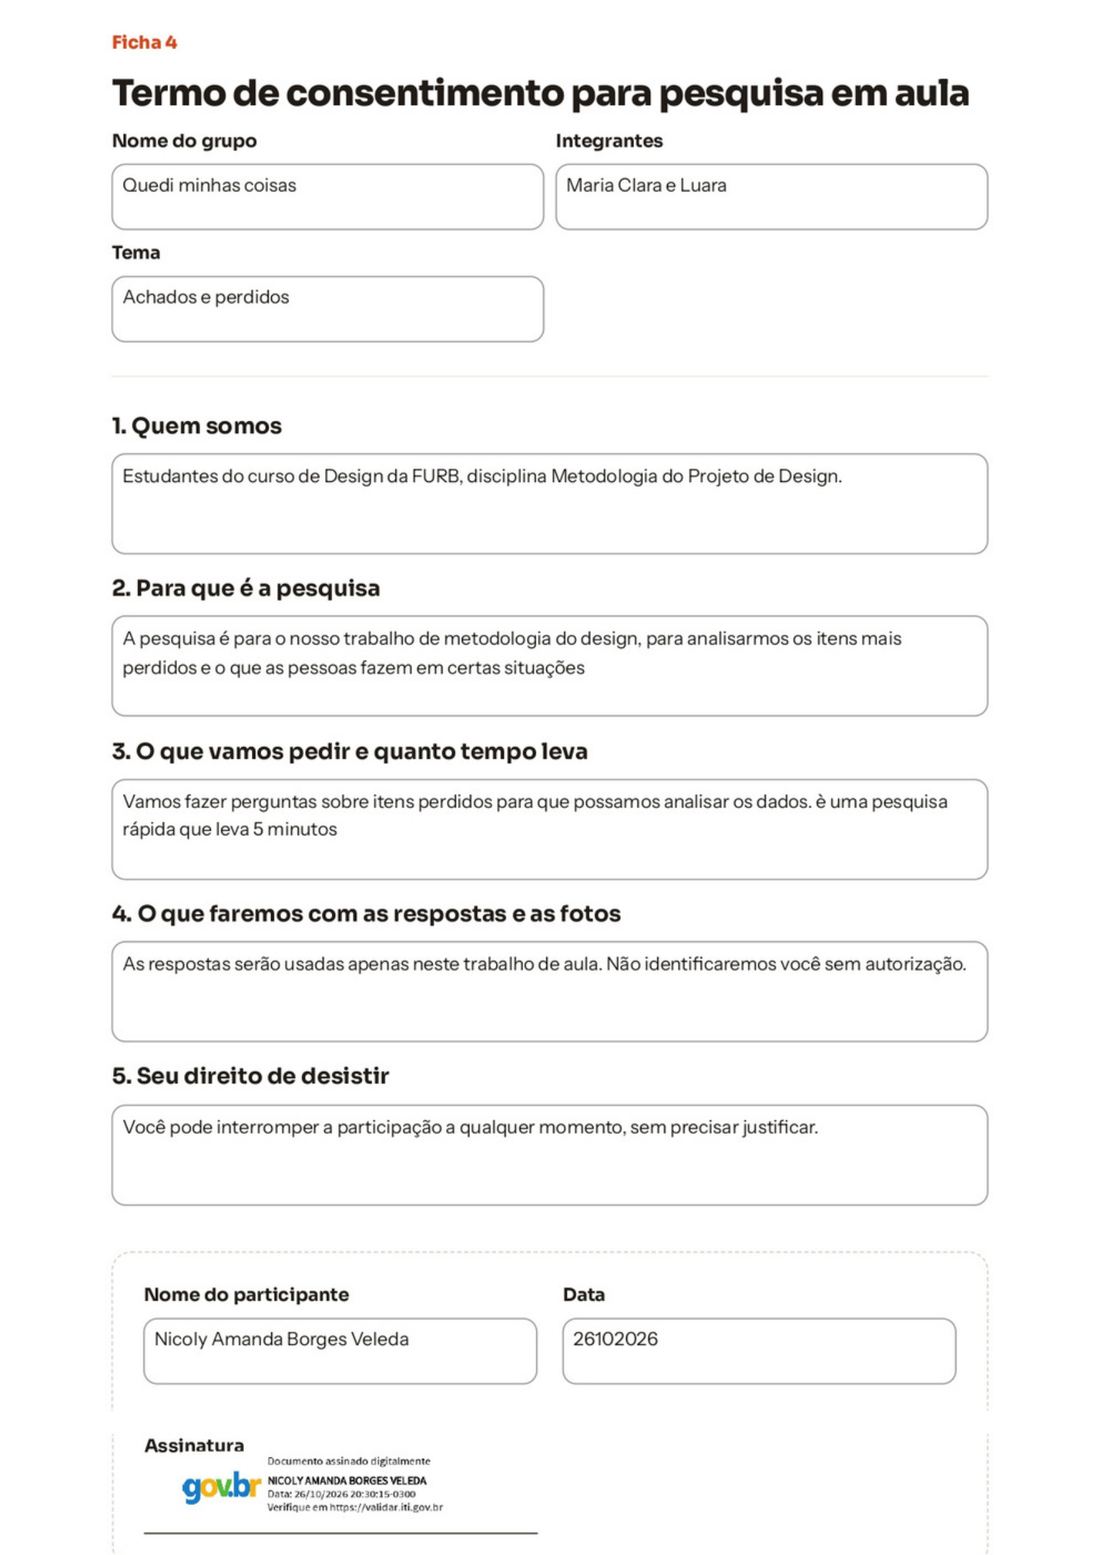 Ficha 4
Termo de consentimento para pesquisa em aula
Nome do grupo
Integrantes
Quedi minhas coisas
Maria Clara e Luara
Tema
Achados e perdidos
1. Quem somos
Estudantes do curso de Design da FURB, disciplina Metodologia do Projeto de Design.
2. Para que é a pesquisa
A pesquisa é para o nosso trabalho de metodologia do design, para analisarmos os itens mais
perdidos e o que as pessoas fazem em certas situações
3. O que vamos pedir e quanto tempo leva
Vamos fazer perguntas sobre itens perdidos para que possamos analisar os dados. è uma pesquisa
rápida que leva 5 minutos
4. O que faremos com as respostas e as fotos
As respostas serão usadas apenas neste trabalho de aula. Não identificaremos você sem autorização.
5. Seu direito de desistir
Você pode interromper a participação a qualquer momento, sem precisar justificar.
Nome do participante
Data
Nicoly Amanda Borges Veleda
26102026
Assinatura
gov.br
Documento assinado digitalmente
NICOLY AMANDA BORGES VELEDA
Data: 26/10/2026 20:30:15-0300
Verifique em https://validar.iti.gov.br